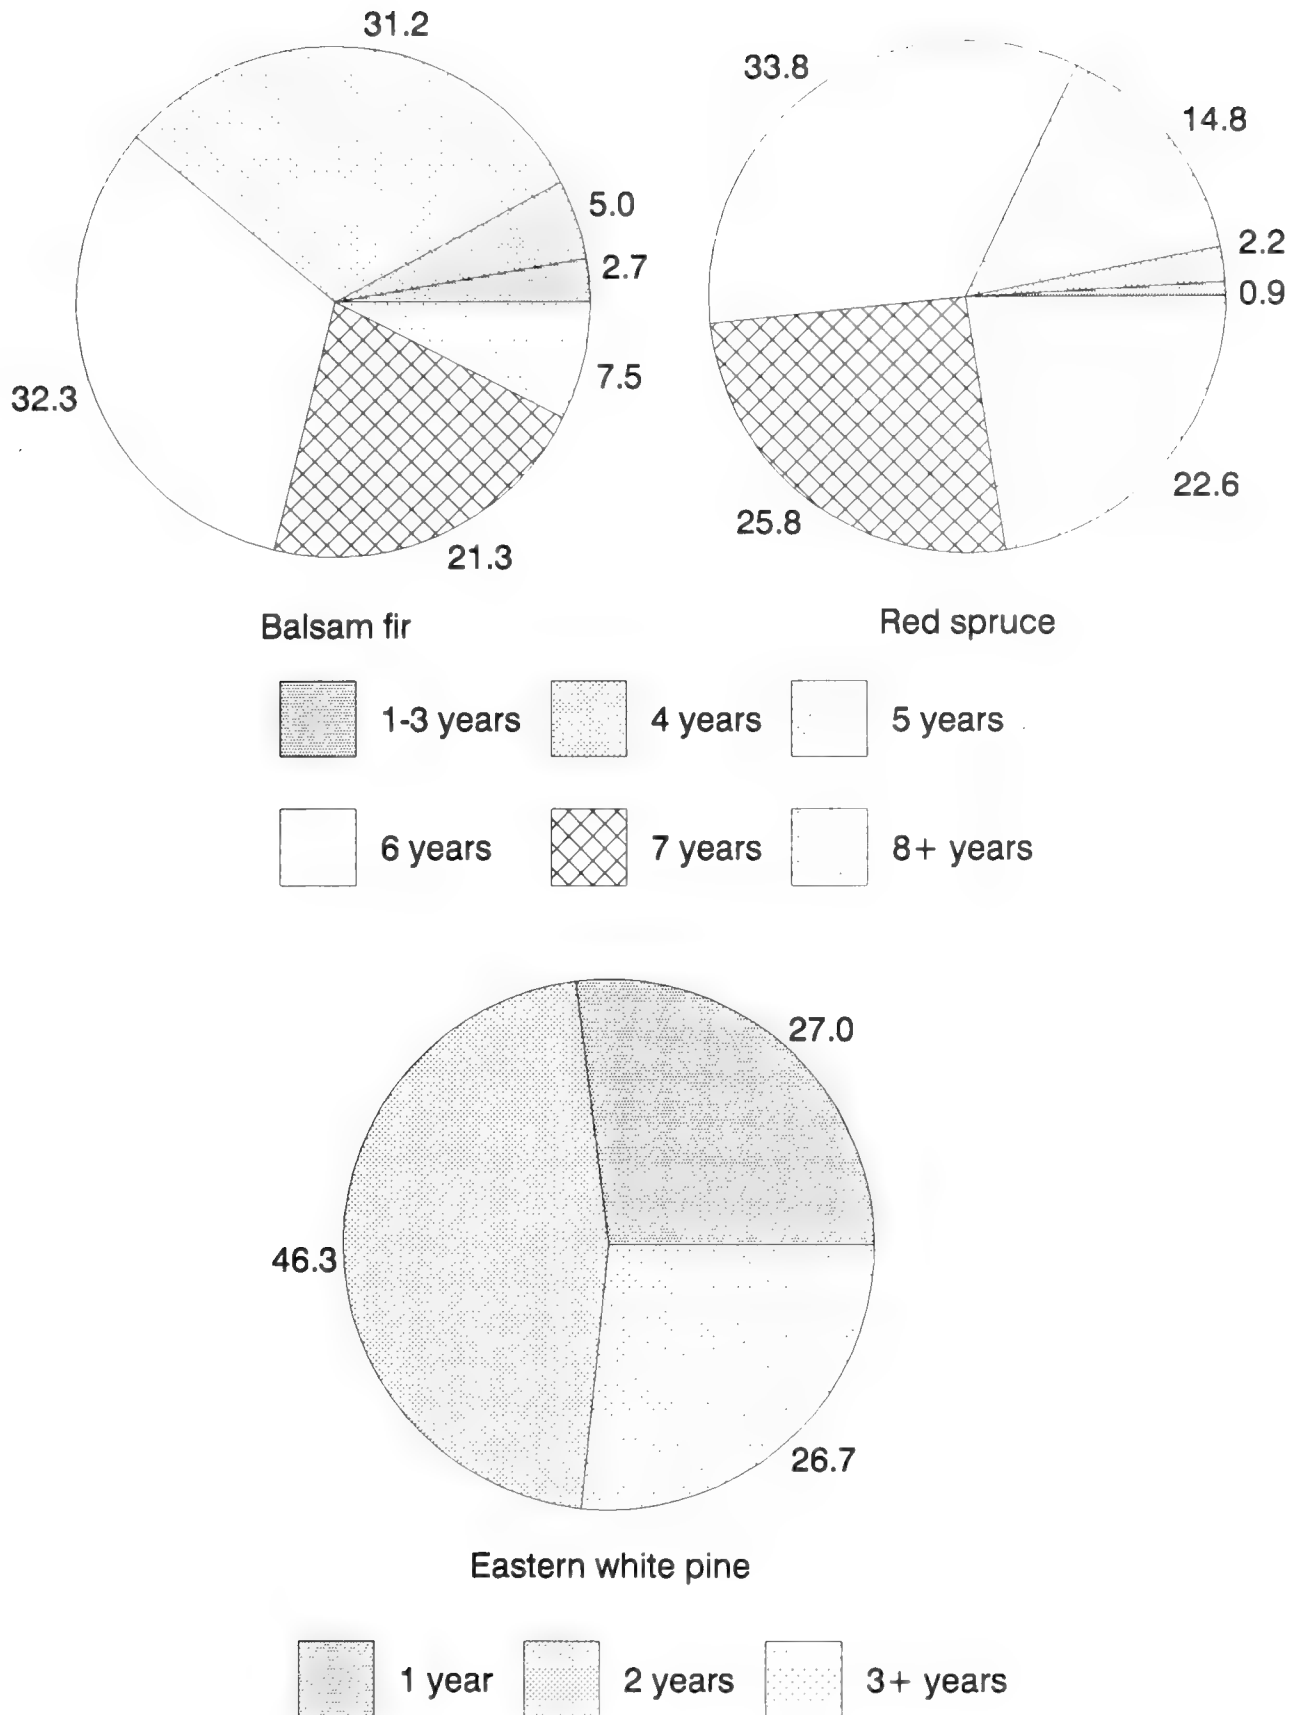 31.2
33.8
14.8
5.0
2.2
2.7
0.9
7.5
32.3
22.6
25.8
21.3
Balsam fir
Red spruce
1-3 years
4 years
5 years
6 years
7 years
8+ years
27.0
46.3
26.7
Eastern white pine
1 year
2 years
3+ years